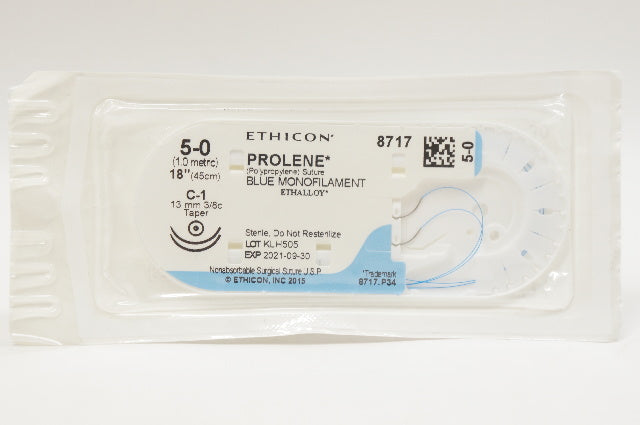 ETHICON*
8717
5-0
(1.0 metric)
18" (45cm)
C-1
13 mm 3/8c
Taper
PROLENE*
(Polypropylene) Suture
BLUE MONOFILAMENT
ETHALLOY*
5-0
Sterile, Do Not Resterilize
LOT KLH505
EXP 2021-09-30
Nonabsorbable Surgical Suture U.S.P.
© ETHICON, INC 2015
*Trademark
8717.P34